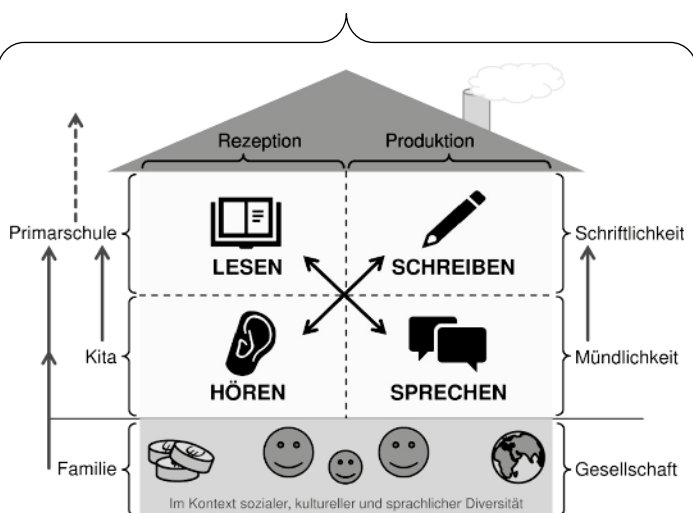 Rezeption
Produktion
Primarschule
Schriftlichkeit
LESEN
SCHREIBEN
Kita
Mündlichkeit
HÖREN
SPRECHEN
Familie
Gesellschaft
Im Kontext sozialer, kultureller und sprachlicher Diversität